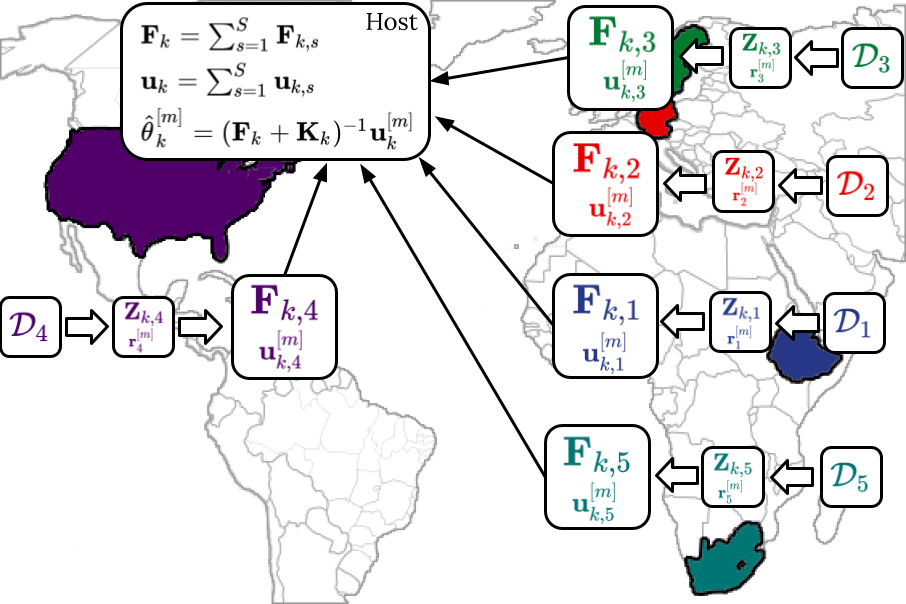 Host
$\mathbf{F}_k = \sum_{s=1}^{S} \mathbf{F}_{k,s}$
$\mathbf{u}_k = \sum_{s=1}^{S} \mathbf{u}_{k,s}$
$\hat{\theta}_k^{[m]} = (\mathbf{F}_k + \mathbf{K}_k)^{-1} \mathbf{u}_k^{[m]}$
$\mathbf{F}_{k,3}$
$\mathbf{u}_{k,3}^{[m]}$
$\mathbf{Z}_{k,3}$
$\mathbf{r}_3^{[m]}$
$\mathcal{D}_3$
$\mathbf{F}_{k,2}$
$\mathbf{u}_{k,2}^{[m]}$
$\mathbf{Z}_{k,2}$
$\mathbf{r}_2^{[m]}$
$\mathcal{D}_2$
$\mathcal{D}_4$
$\mathbf{Z}_{k,4}$
$\mathbf{r}_4^{[m]}$
$\mathbf{F}_{k,4}$
$\mathbf{u}_{k,4}^{[m]}$
$\mathbf{F}_{k,1}$
$\mathbf{u}_{k,1}^{[m]}$
$\mathbf{Z}_{k,1}$
$\mathbf{r}_1^{[m]}$
$\mathcal{D}_1$
$\mathbf{F}_{k,5}$
$\mathbf{u}_{k,5}^{[m]}$
$\mathbf{Z}_{k,5}$
$\mathbf{r}_5^{[m]}$
$\mathcal{D}_5$